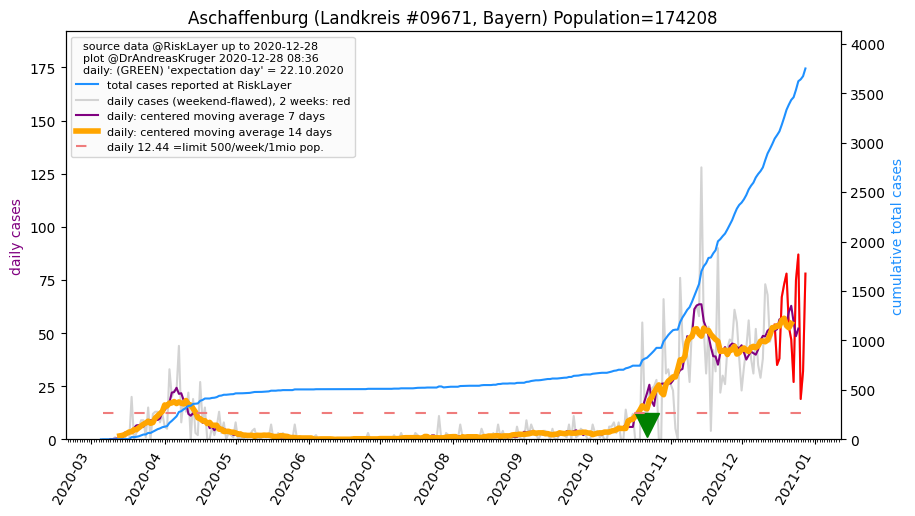 Aschaffenburg (Landkreis #09671, Bayern) Population=174208
source data @RiskLayer up to 2020-12-28
plot @DrAndreasKruger 2020-12-28 08:36
daily: (GREEN) 'expectation day' = 22.10.2020
total cases reported at RiskLayer
daily cases (weekend-flawed), 2 weeks: red
daily: centered moving average 7 days
daily: centered moving average 14 days
daily 12.44 =limit 500/week/1mio pop.
daily cases
175
150
125
100
75
50
25
0
4000
3500
3000
2500
2000
1500
1000
500
0
cumulative total cases
2020-03
2020-04
2020-05
2020-06
2020-07
2020-08
2020-09
2020-10
2020-11
2020-12
2021-01